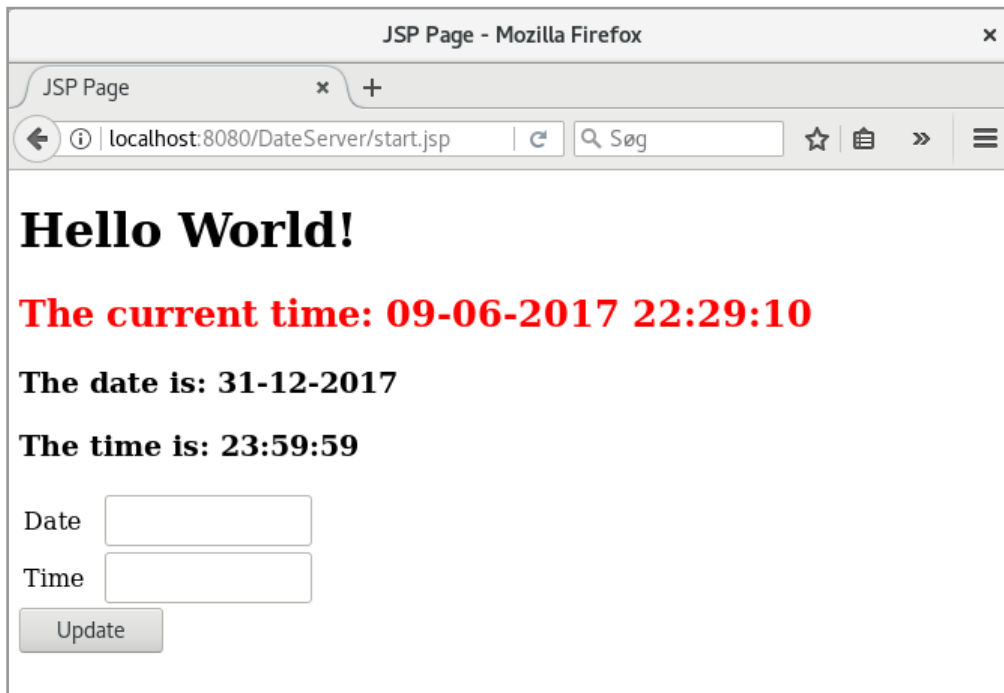 JSP Page - Mozilla Firefox
JSP Page
localhost:8080/DateServer/start.jsp
Søg
Hello World!
The current time: 09-06-2017 22:29:10
The date is: 31-12-2017
The time is: 23:59:59
Date
Time
Update